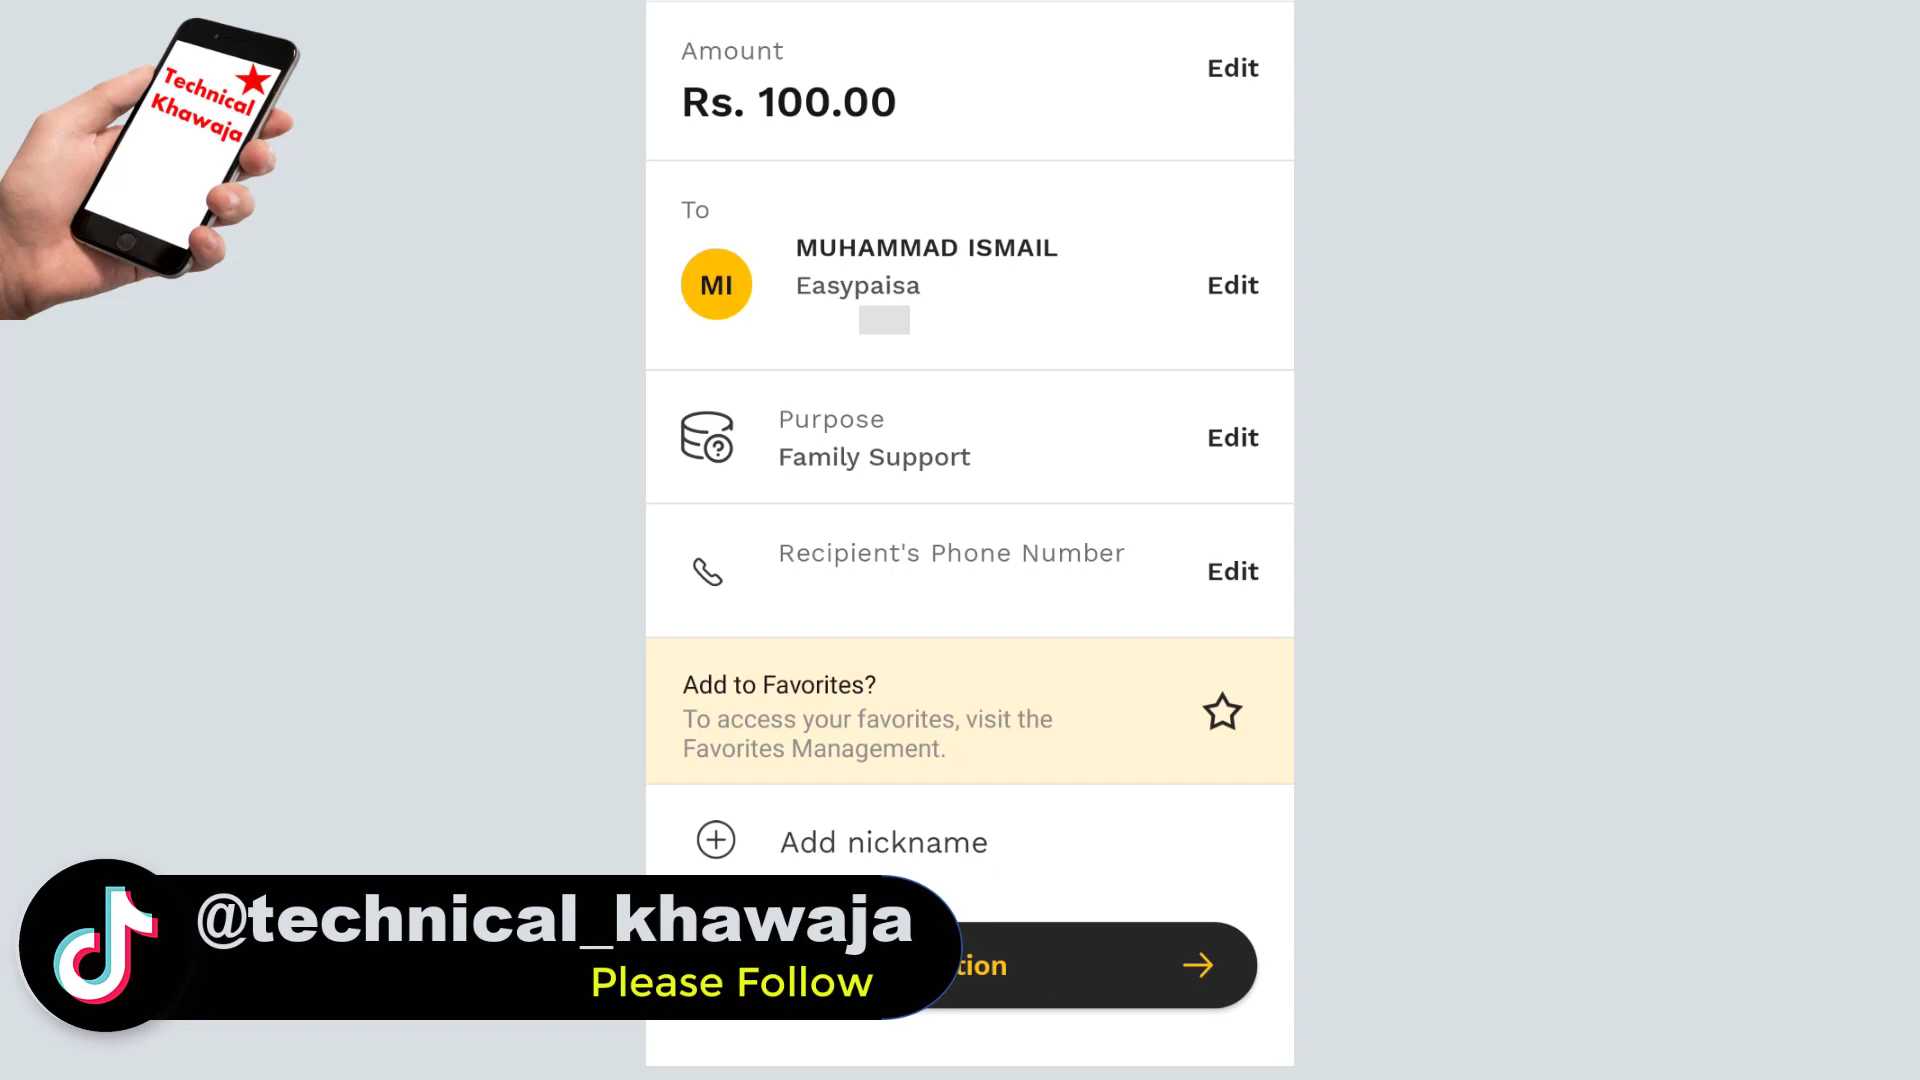 Technical
Khawaja
Amount
Rs. 100.00
Edit
To
MI
MUHAMMAD ISMAIL
Easypaisa
Edit
Purpose
Family Support
Edit
Recipient's Phone Number
Edit
Add to Favorites?
To access your favorites, visit the
Favorites Management.
Add nickname
@technical_khawaja
Please Follow